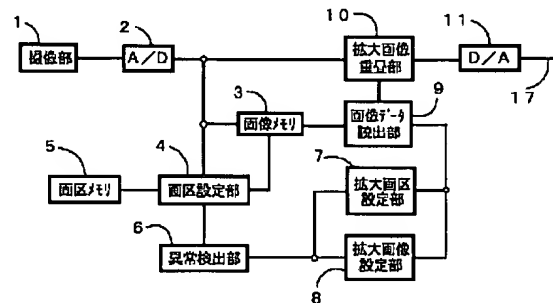 1
撮像部
2
A/D
10
拡大画像
重畳部
11
D/A
17
3
画像メモリ
9
画像データ
読出部
5
画区メモリ
4
画区設定部
7
拡大画区
設定部
6
異常検出部
拡大画像
設定部
8